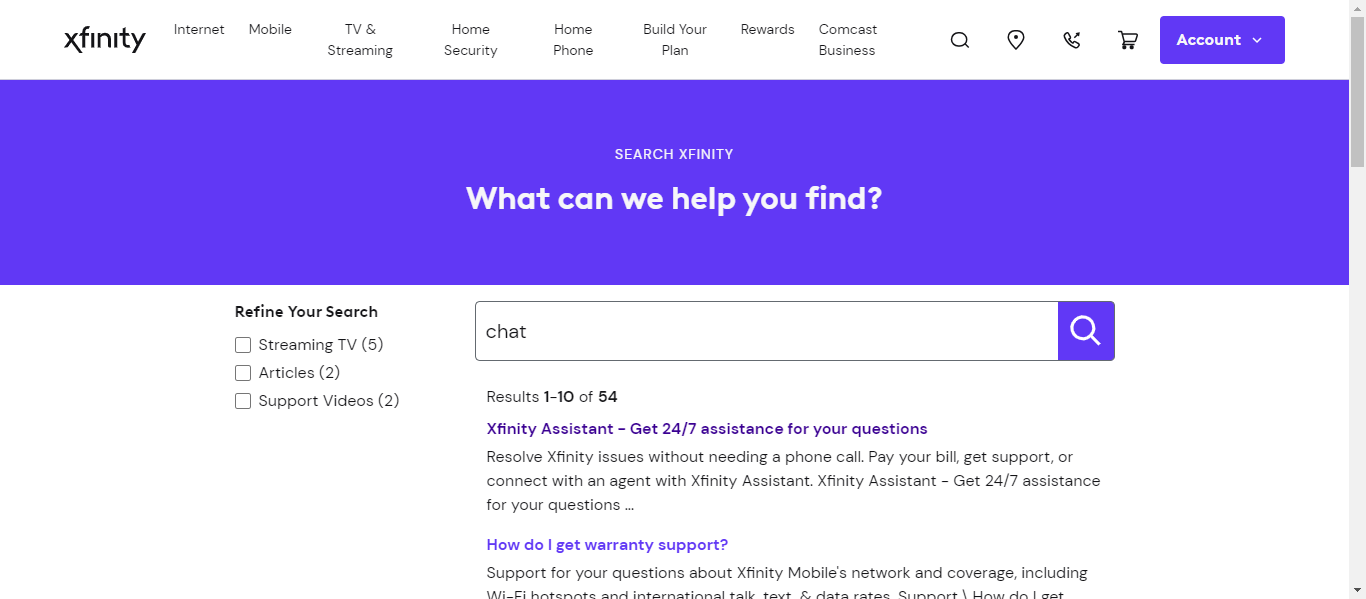 xfinity
Internet
Mobile
TV &
Streaming
Home
Security
Home
Phone
Build Your
Plan
Rewards
Comcast
Business
Account
SEARCH XFINITY
What can we help you find?
Refine Your Search
Streaming TV (5)
Articles (2)
Support Videos (2)
chat
Results 1-10 of 54
Xfinity Assistant - Get 24/7 assistance for your questions
Resolve Xfinity issues without needing a phone call. Pay your bill, get support, or
connect with an agent with Xfinity Assistant. Xfinity Assistant - Get 24/7 assistance
for your questions ...
How do I get warranty support?
Support for your questions about Xfinity Mobile's network and coverage, including
Wi-Fi hotspots and international talk, text, & data rates. Support \ How do I get